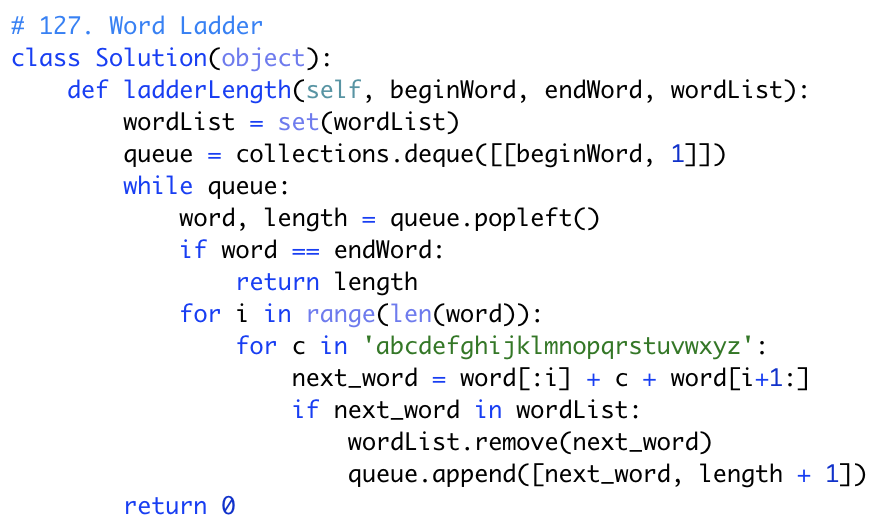 # 127. Word Ladder
class Solution(object):
    def ladderLength(self, beginWord, endWord, wordList):
        wordList = set(wordList)
        queue = collections.deque([[beginWord, 1]])
        while queue:
            word, length = queue.popleft()
            if word == endWord:
                return length
            for i in range(len(word)):
                for c in 'abcdefghijklmnopqrstuvwxyz':
                    next_word = word[:i] + c + word[i+1:]
                    if next_word in wordList:
                        wordList.remove(next_word)
                        queue.append([next_word, length + 1])
        return 0